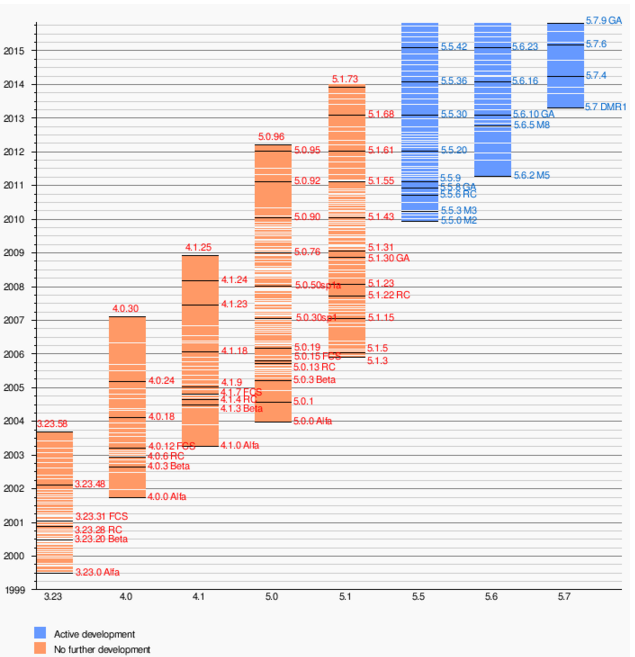 5.7.9 GA
5.7.6
5.7.4
5.7 DMR1
5.6.23
5.6.16
5.6.10 GA
5.6.5 M8
5.6.2 M5
5.5.42
5.5.36
5.5.30
5.5.20
5.5.9
5.5.8 GA
5.5.6 RC
5.5.3 M3
5.5.0 M2
5.1.73
5.1.68
5.1.61
5.1.55
5.1.43
5.1.31
5.1.30 GA
5.1.23
5.1.22 RC
5.1.15
5.1.5
5.1.3
5.0.96
5.0.95
5.0.92
5.0.90
5.0.76
5.0.50sp1a
5.0.30sp1
5.0.19
5.0.15 FCS
5.0.13 RC
5.0.3 Beta
5.0.1
5.0.0 Alfa
4.1.25
4.1.24
4.1.23
4.1.18
4.1.9
4.1.7 FCS
4.1.4 RC
4.1.3 Beta
4.1.0 Alfa
4.0.30
4.0.24
4.0.18
4.0.12 FCS
4.0.6 RC
4.0.3 Beta
4.0.0 Alfa
3.23.58
3.23.48
3.23.31 FCS
3.23.28 RC
3.23.20 Beta
3.23.0 Alfa
2015
2014
2013
2012
2011
2010
2009
2008
2007
2006
2005
2004
2003
2002
2001
2000
1999
3.23 4.0 4.1 5.0 5.1 5.5 5.6 5.7
Active development
No further development